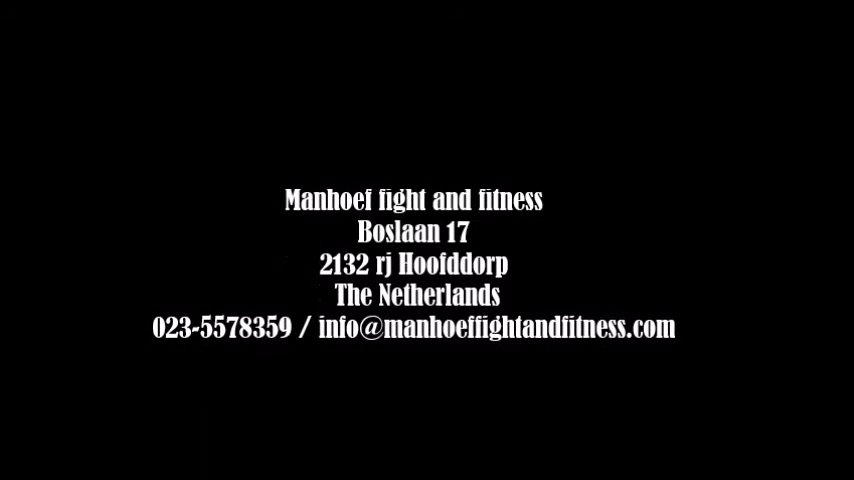 Manhoef fight and fitness
Boslaan 17
2132 rj Hoofddorp
The Netherlands
023-5578359 / info@manhoeffightandfitness.com